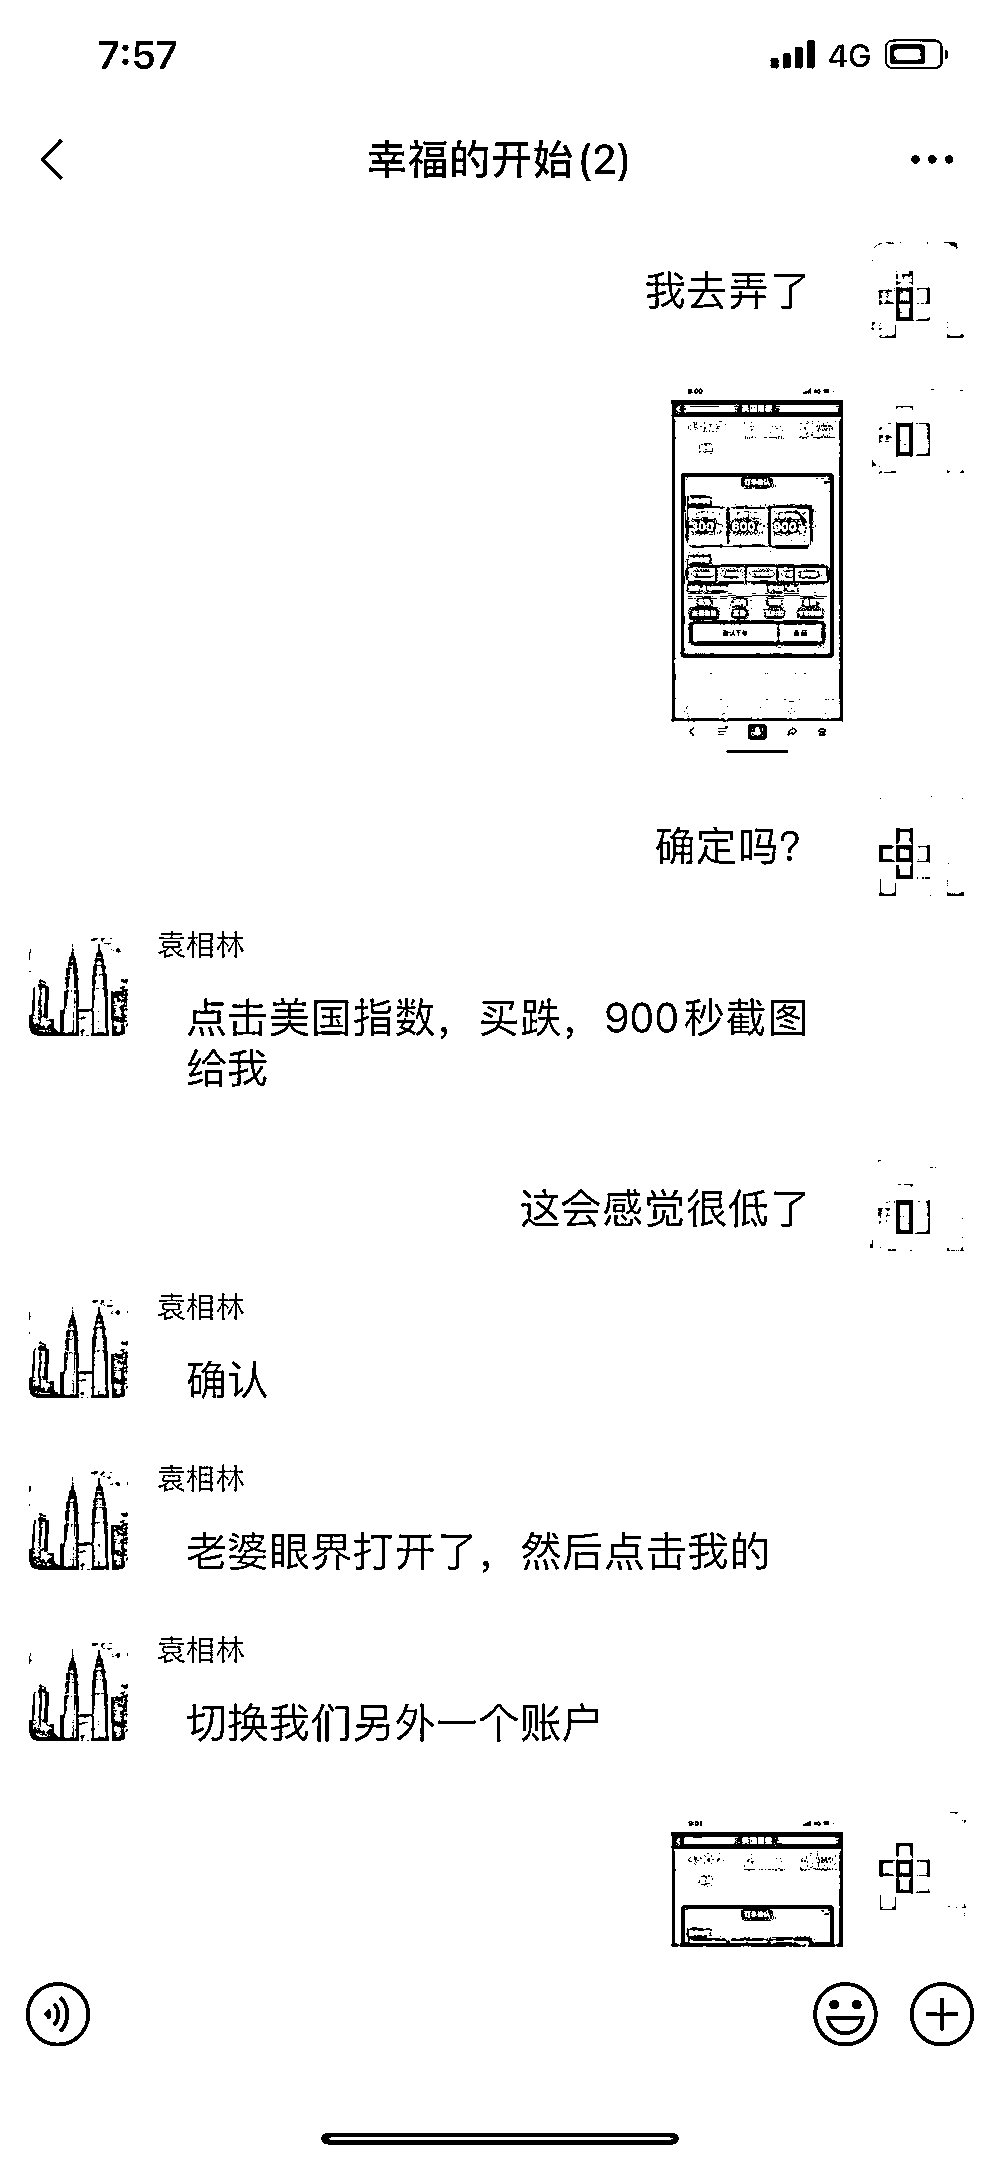 7:57
4G
幸福的开始(2)
我去弄了
确定吗?
袁相林
点击美国指数，买跌，900秒截图
给我
这会感觉很低了
袁相林
确认
袁相林
老婆眼界打开了，然后点击我的
袁相林
切换我们另外一个账户